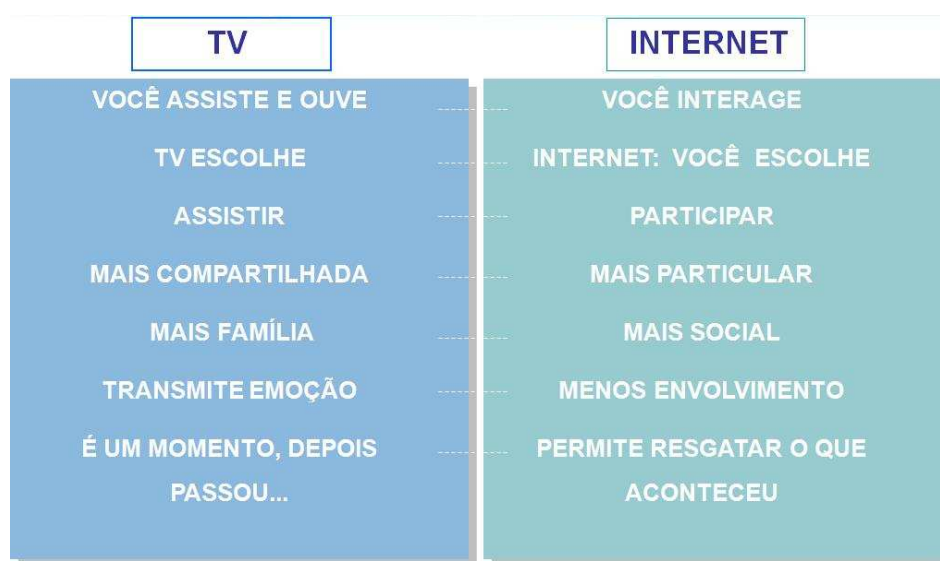 TV
VOCÊ ASSISTE E OUVE
TV ESCOLHE
ASSISTIR
MAIS COMPARTILHADA
MAIS FAMÍLIA
TRANSMITE EMOÇÃO
É UM MOMENTO, DEPOIS
PASSOU...
INTERNET
VOCÊ INTERAGE
INTERNET: VOCÊ ESCOLHE
PARTICIPAR
MAIS PARTICULAR
MAIS SOCIAL
MENOS ENVOLVIMENTO
PERMITE RESGATAR O QUE
ACONTECEU